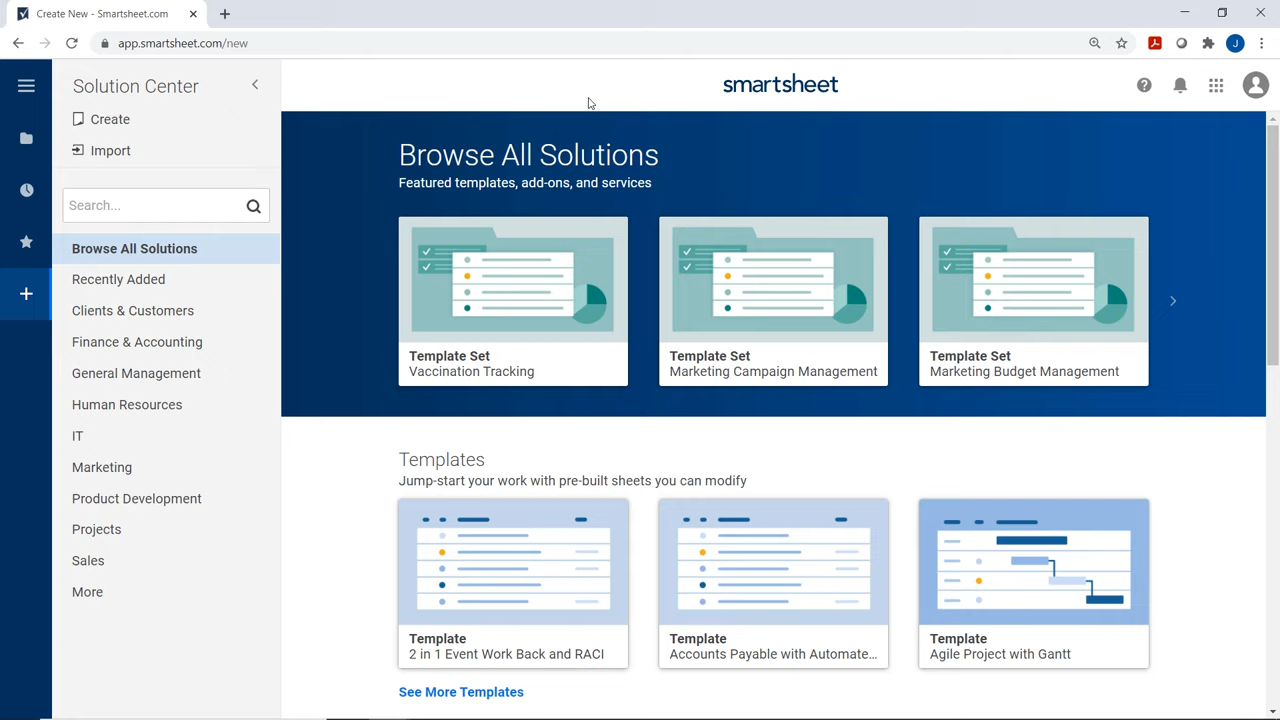 Create New - Smartsheet.com
app.smartsheet.com/new
J
Solution Center
Create
Import
Search...
Browse All Solutions
Recently Added
Clients & Customers
Finance & Accounting
General Management
Human Resources
IT
Marketing
Product Development
Projects
Sales
More
smartsheet
Browse All Solutions
Featured templates, add-ons, and services
Template Set
Vaccination Tracking
Template Set
Marketing Campaign Management
Template Set
Marketing Budget Management
Templates
Jump-start your work with pre-built sheets you can modify
Template
2 in 1 Event Work Back and RACI
Template
Accounts Payable with Automate...
Template
Agile Project with Gantt
See More Templates